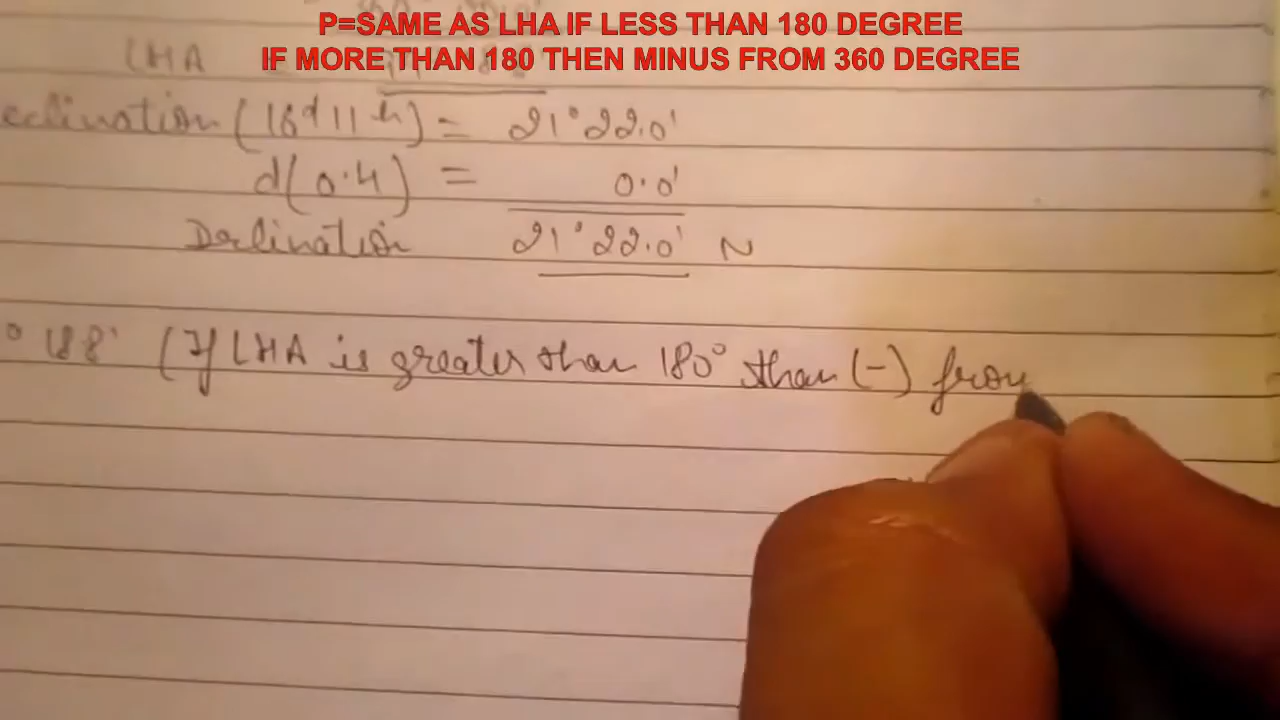 P=SAME AS LHA IF LESS THAN 180 DEGREE
IF MORE THAN 180 THEN MINUS FROM 360 DEGREE
LHA
eclination (16d 11h) = 21° 22.0'
d(0.4) = 0.0'
Declination 21° 22.0' N
(If LHA is greater than 180° than (-) from